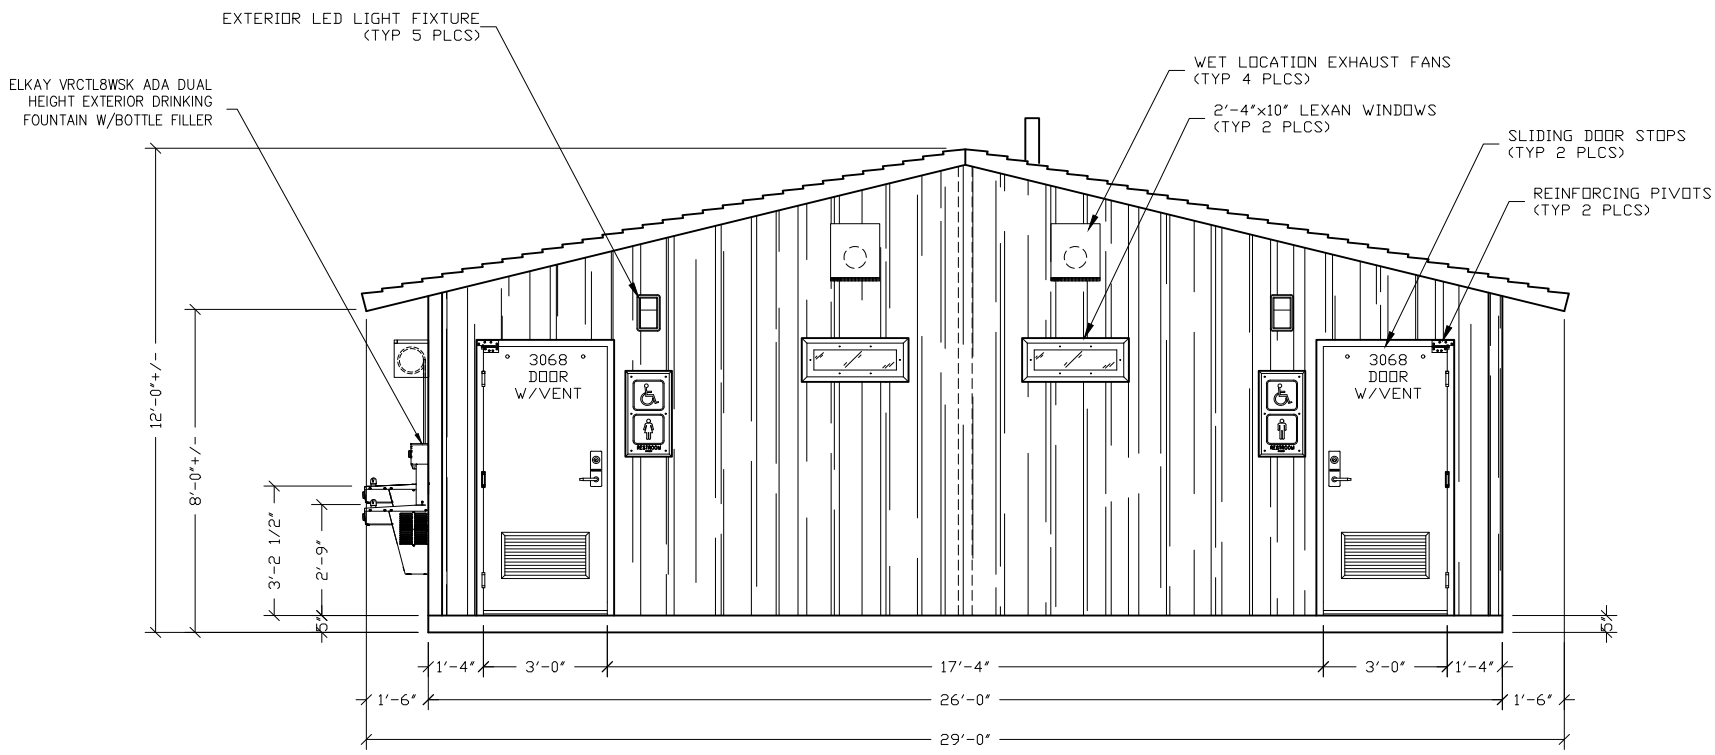 EXTERIOR LED LIGHT FIXTURE
(TYP 5 PLCS)
ELKAY VRCTL8WSK ADA DUAL
HEIGHT EXTERIOR DRINKING
FOUNTAIN W/BOTTLE FILLER
WET LOCATION EXHAUST FANS
(TYP 4 PLCS)
2'-4"x10" LEXAN WINDOWS
(TYP 2 PLCS)
SLIDING DOOR STOPS
(TYP 2 PLCS)
REINFORCING PIVOTS
(TYP 2 PLCS)
12'-0"+/-
8'-0"+/-
3'-2 1/2"
2'-9"
5"
3068
DOOR
W/VENT
RESTROOM
RESTROOM
3068
DOOR
W/VENT
5"
1'-4"
3'-0"
17'-4"
3'-0"
1'-4"
1'-6"
26'-0"
1'-6"
29'-0"